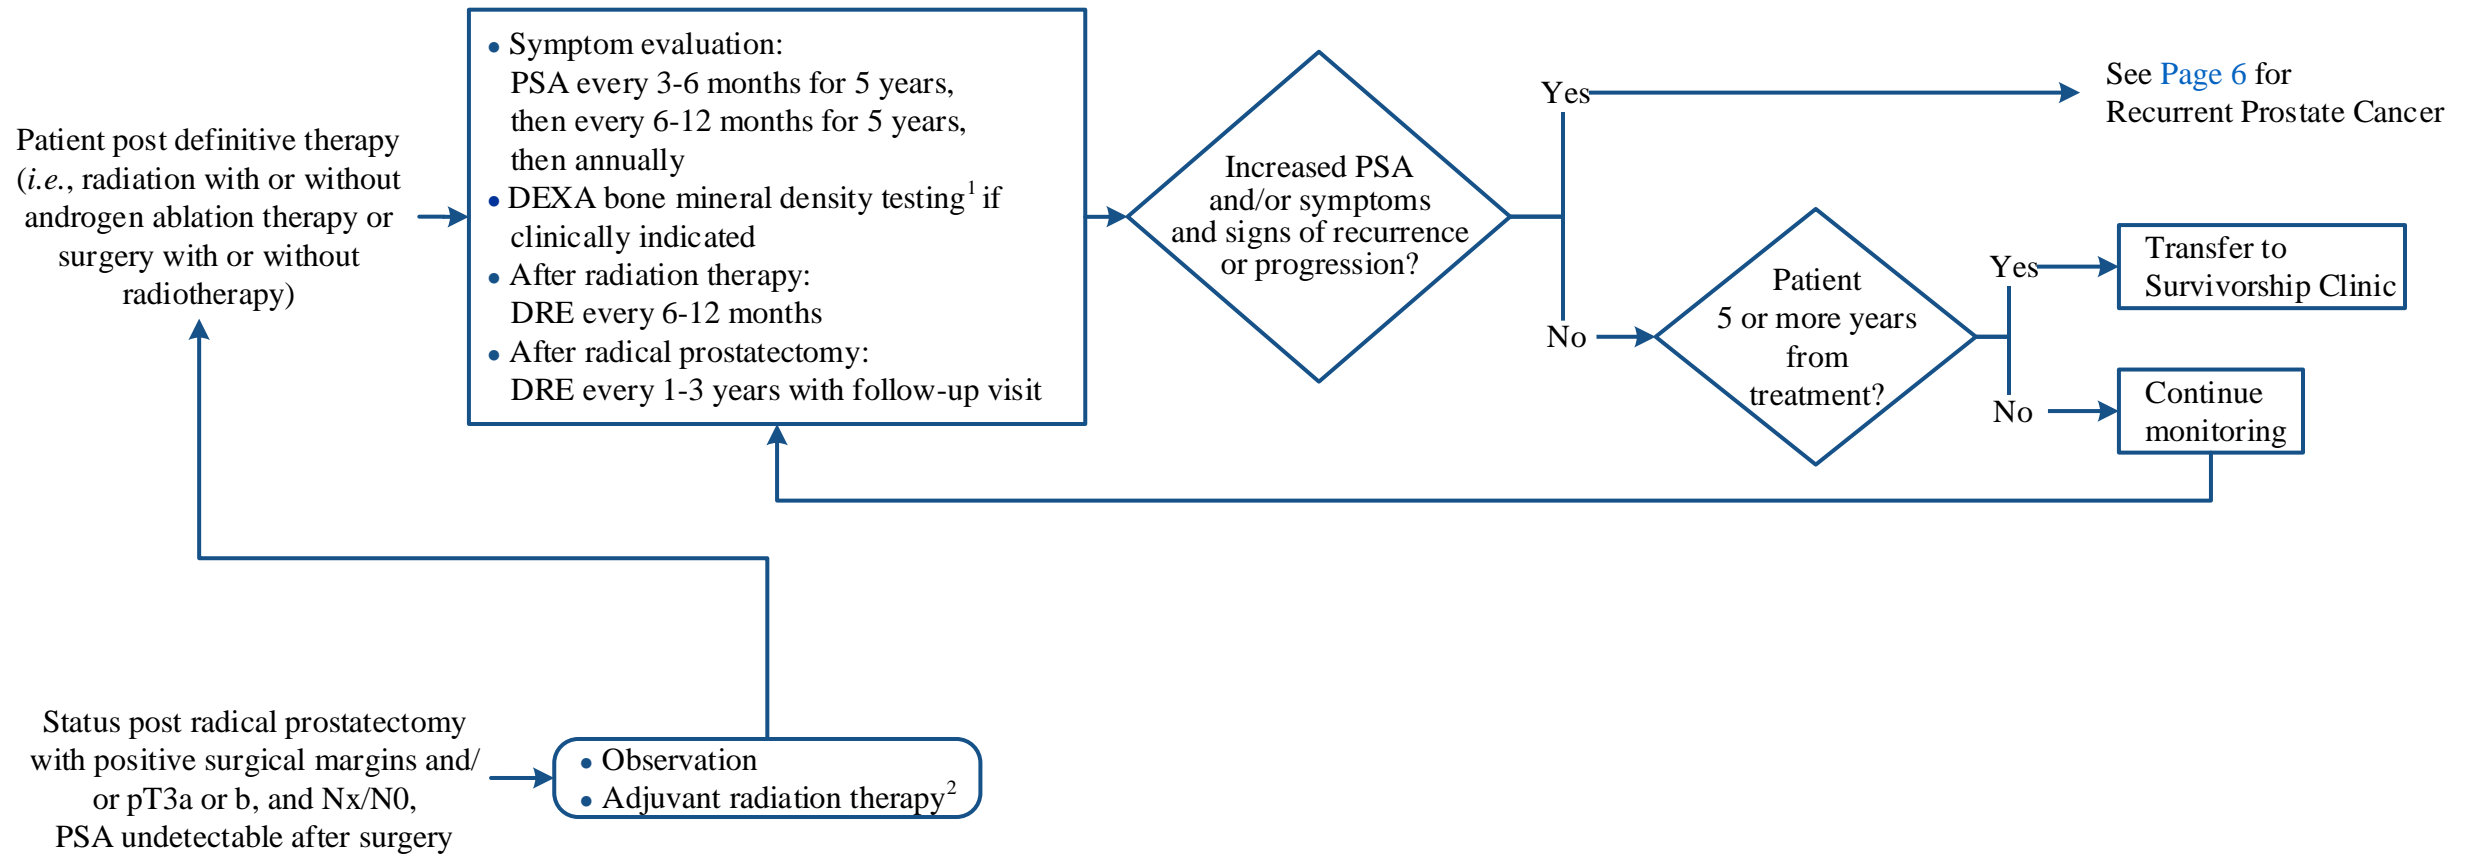 Patient post definitive therapy
(i.e., radiation with or without
androgen ablation therapy or
surgery with or without
radiotherapy)
• Symptom evaluation:
PSA every 3-6 months for 5 years,
then every 6-12 months for 5 years,
then annually
• DEXA bone mineral density testing¹ if
clinically indicated
• After radiation therapy:
DRE every 6-12 months
• After radical prostatectomy:
DRE every 1-3 years with follow-up visit
Increased PSA
and/or symptoms
and signs of recurrence
or progression?
Yes
See Page 6 for
Recurrent Prostate Cancer
No
Patient
5 or more years
from
treatment?
Yes
Transfer to
Survivorship Clinic
No
Continue
monitoring
Status post radical prostatectomy
with positive surgical margins and/
or pT3a or b, and Nx/N0,
PSA undetectable after surgery
• Observation
• Adjuvant radiation therapy²